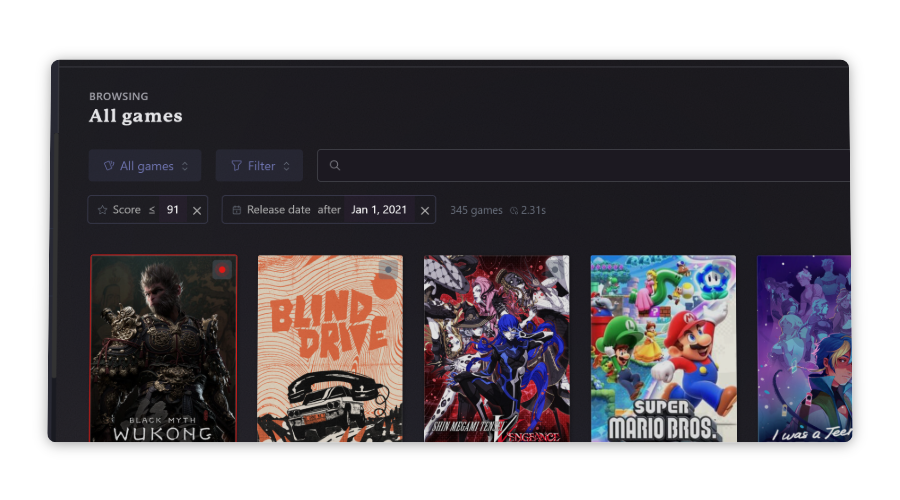 BROWSING
All games
All games
Filter
Score ≤ 91
Release date after Jan 1, 2021
345 games
2.31s
BLACK MYTH
WUKONG
BLIND
DRIVE
SHIN MEGAMI TENSEI
V
VENGEANCE
SUPER
MARIO BROS.
I was a Teen